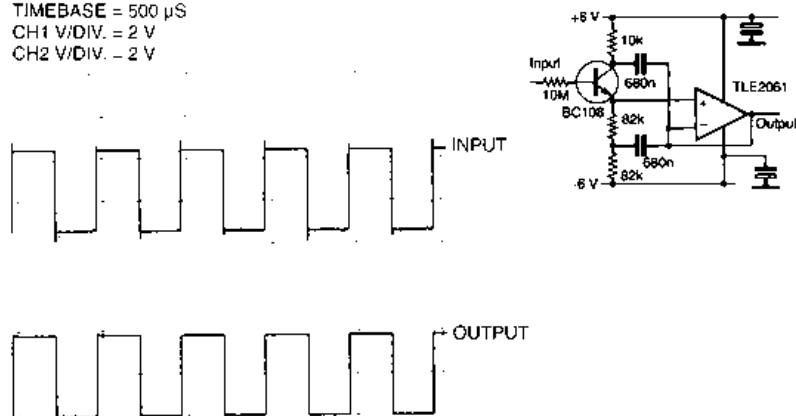 TIMEBASE = 500 µS
CH1 V/DIV. = 2 V
CH2 V/DIV. = 2 V
INPUT
OUTPUT
+6 V
10k
Input
10M
680n
BC108
TLE2061
+
−
Output
82k
680n
82k
-6 V